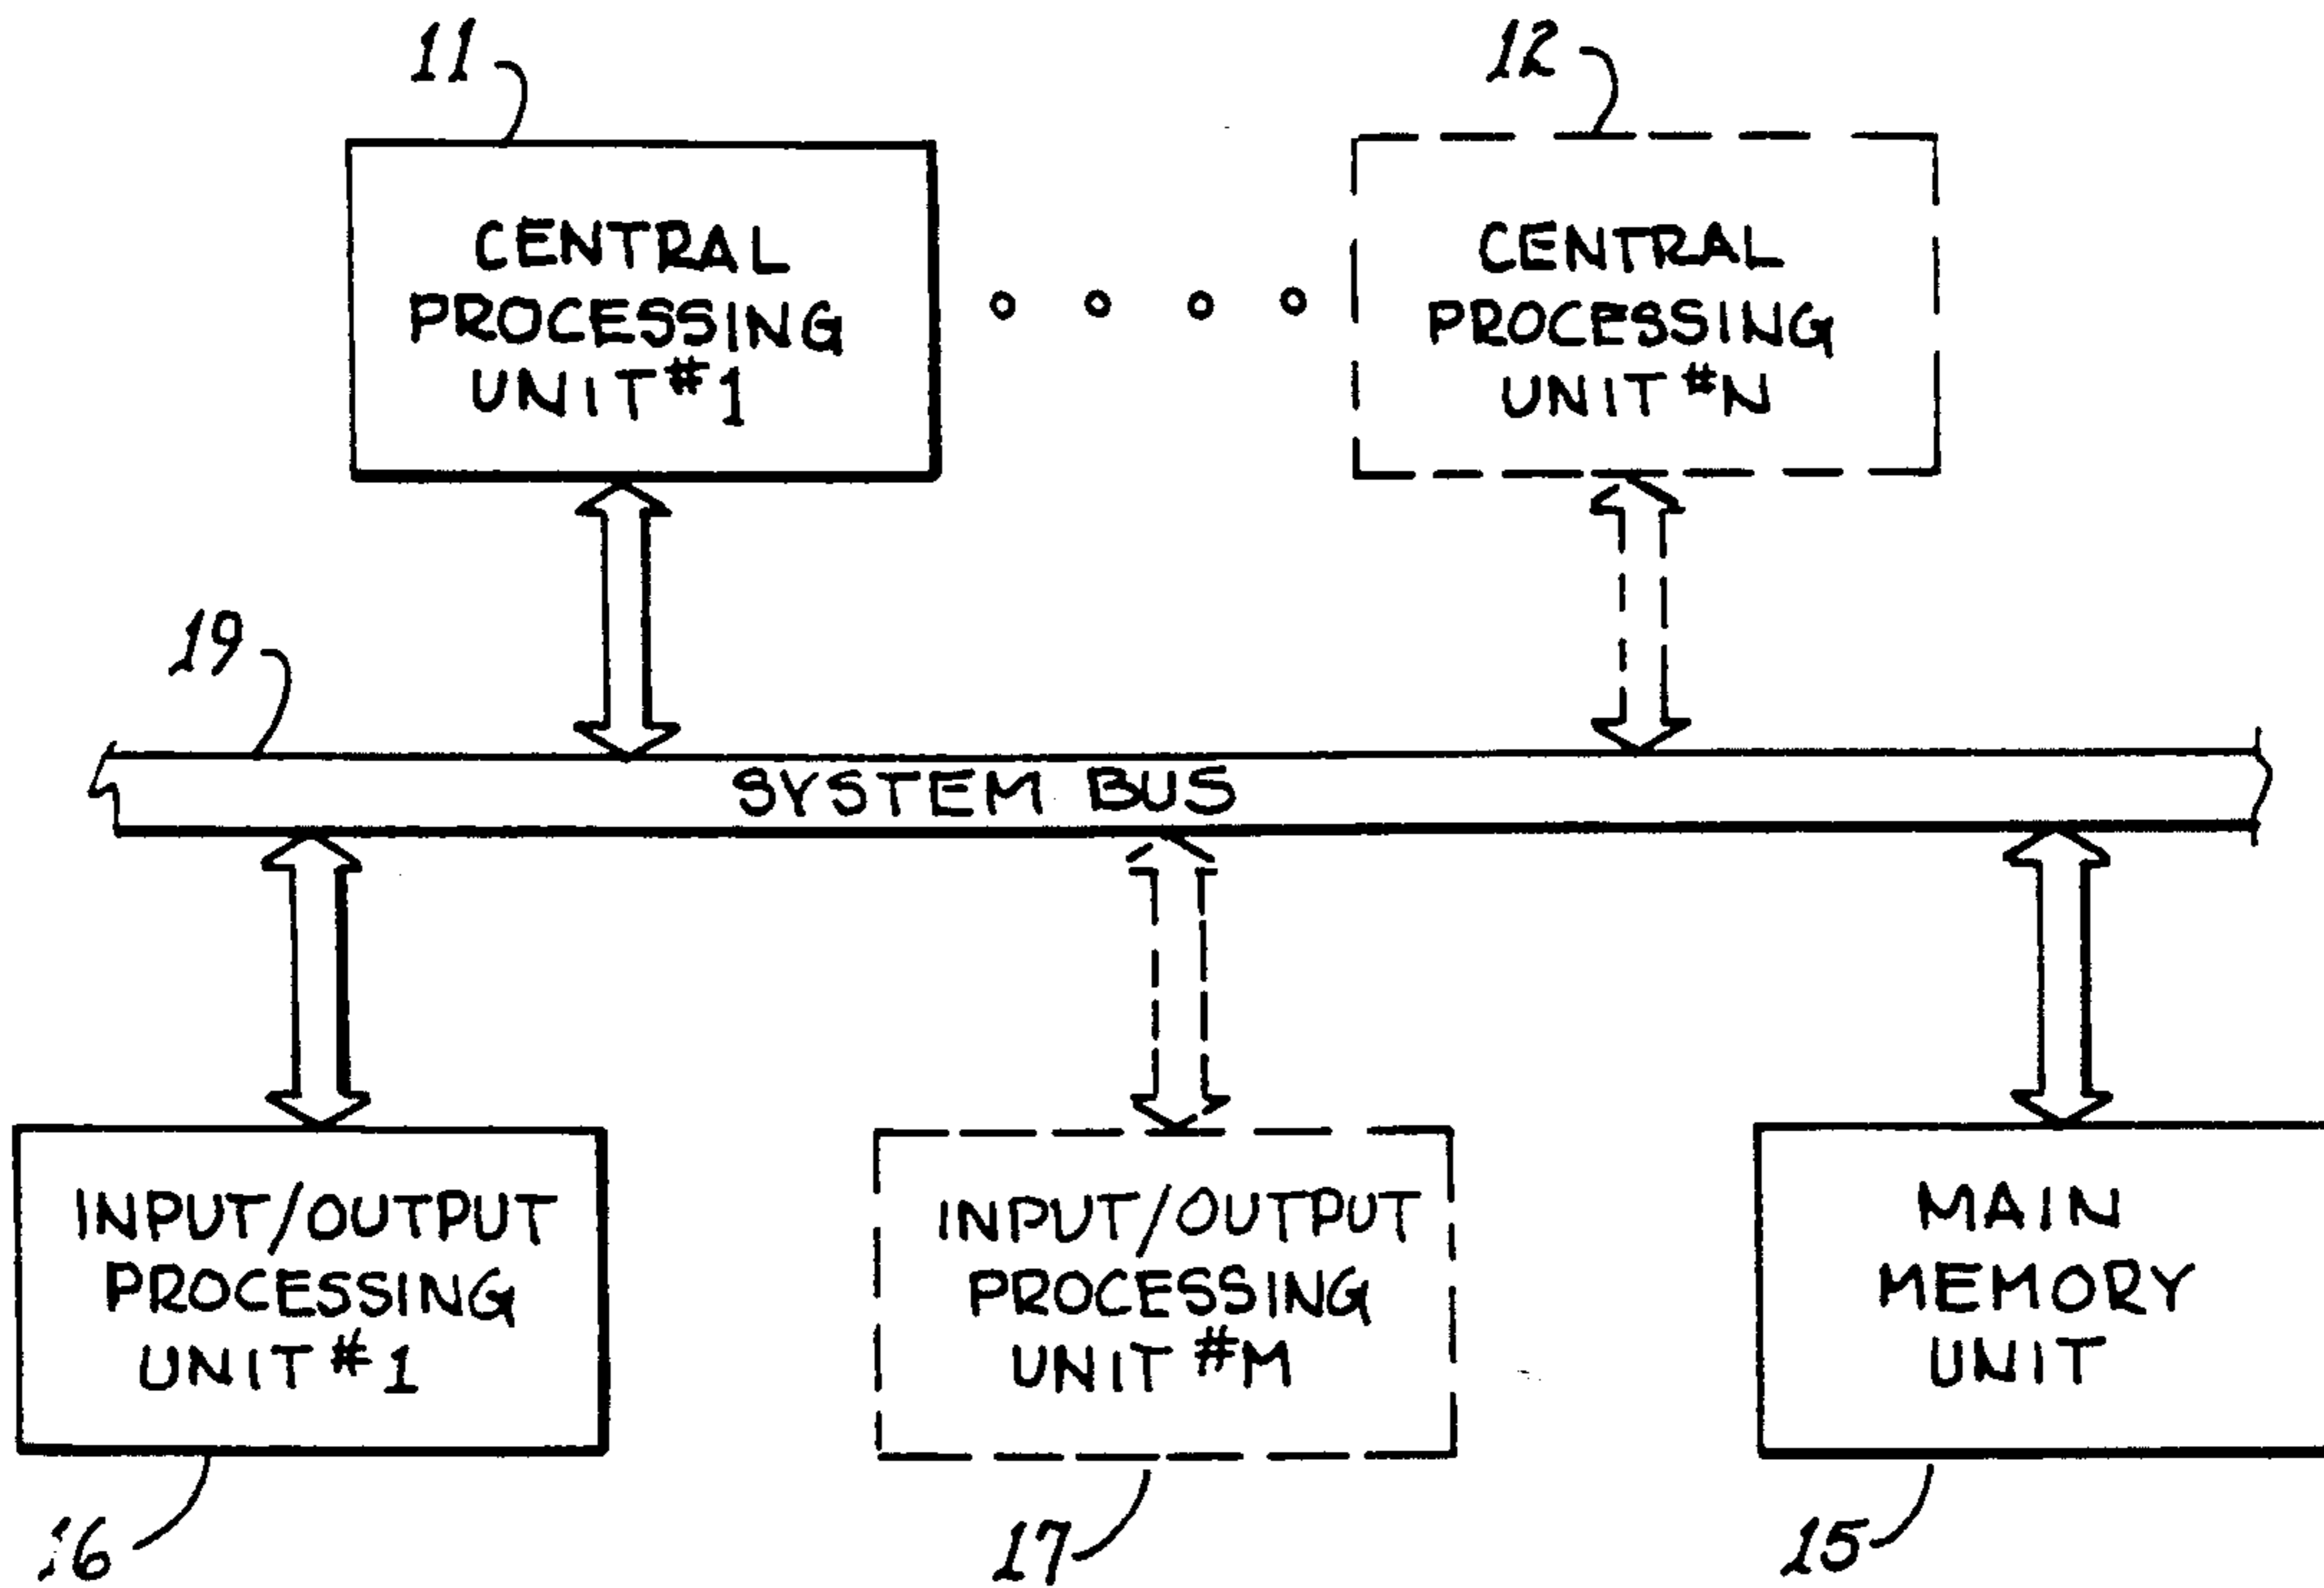 11
12
CENTRAL
PROCESSING
UNIT #1
CENTRAL
PROCESSING
UNIT #N
19
SYSTEM BUS
INPUT/OUTPUT
PROCESSING
UNIT #1
INPUT/OUTPUT
PROCESSING
UNIT #M
MAIN
MEMORY
UNIT
16
17
15